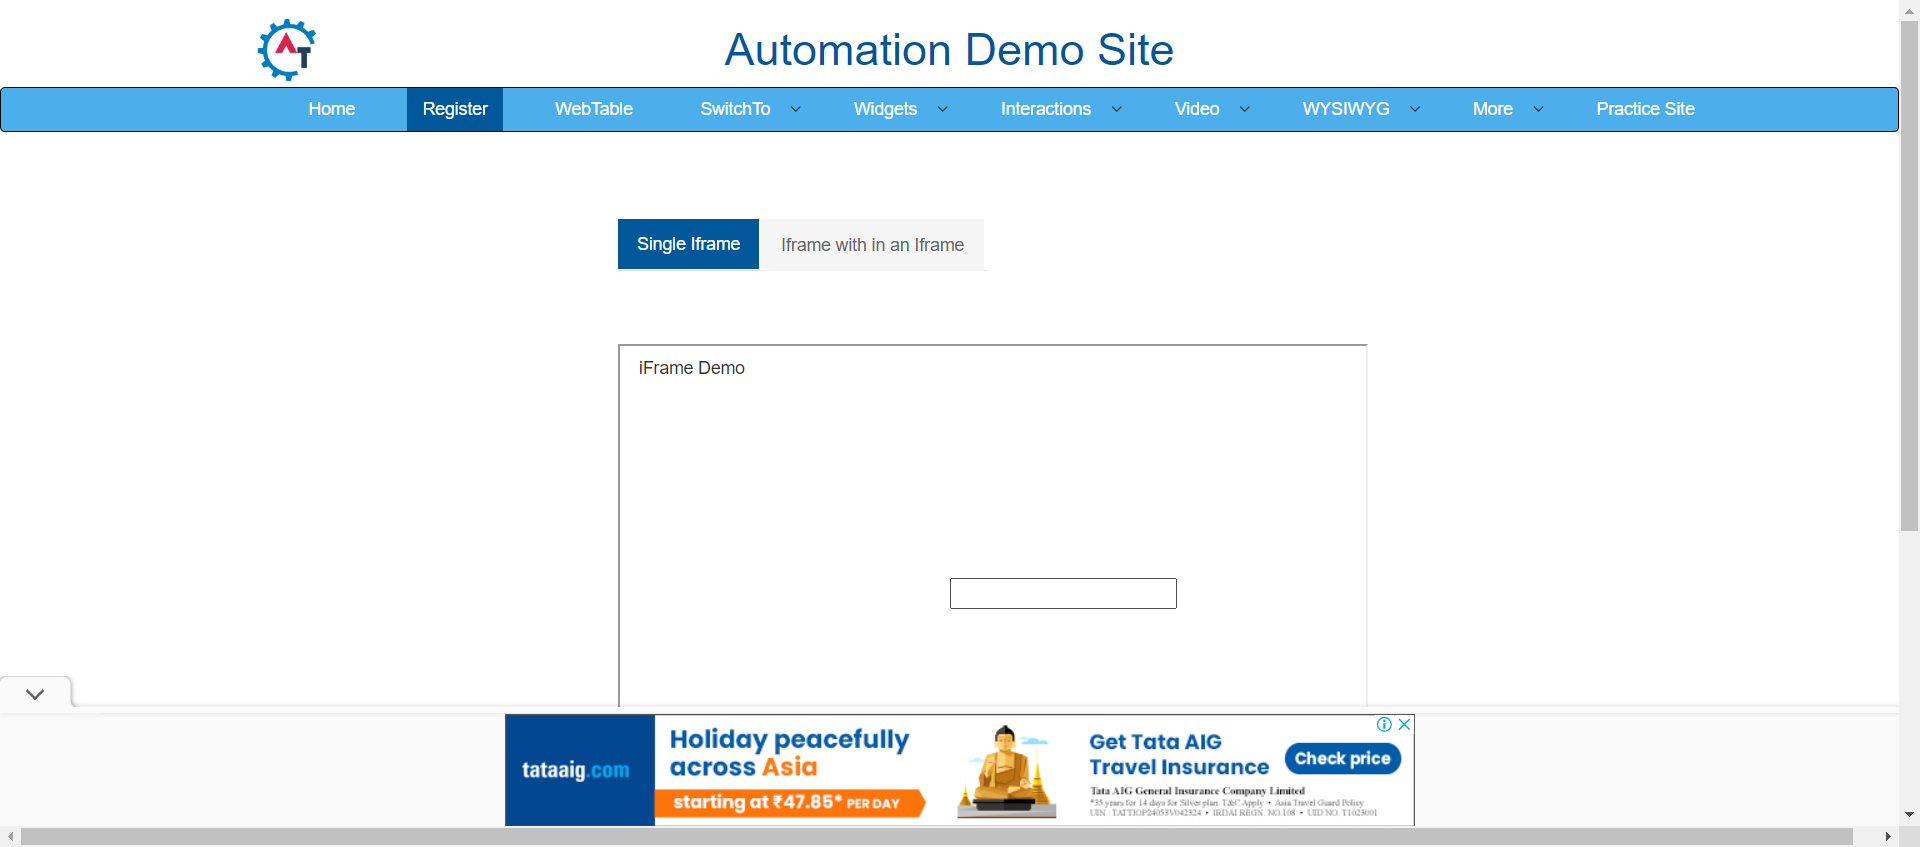 AT
Automation Demo Site
Home Register WebTable SwitchTo Widgets Interactions Video WYSIWYG More Practice Site
Single Iframe Iframe with in an Iframe
iFrame Demo
tataaig.com
Holiday peacefully
across Asia
starting at ₹47.85* PER DAY
Get Tata AIG
Travel Insurance
Check price
Tata AIG General Insurance Company Limited
*35 years for 14 days for Silver plan. T&C Apply • Asia Travel Guard Policy
UIN : TATTIOP24053V042324 • IRDAI REGN. NO.108 • UID NO. T1023001